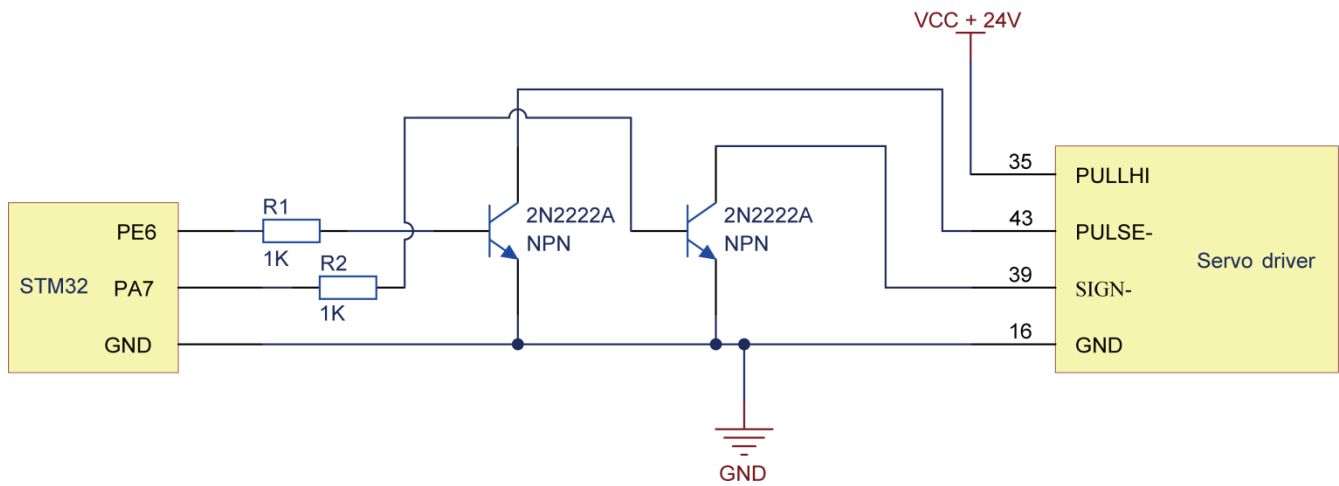 VCC + 24V
35
PULLHI
R1
2N2222A
2N2222A
43
PULSE-
PE6
NPN
NPN
1K
R2
Servo driver
STM32
PA7
39
SIGN-
1K
GND
16
GND
GND